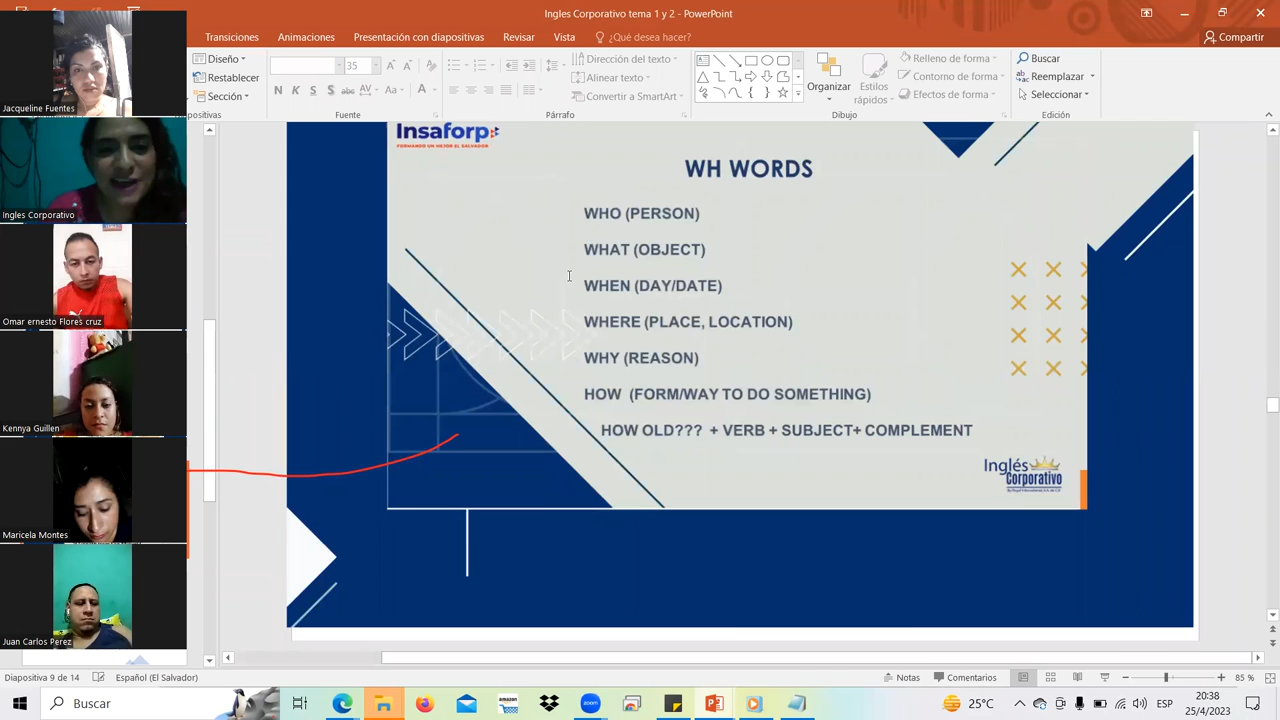 Ingles Corporativo tema 1 y 2 - PowerPoint
Transiciones Animaciones Presentación con diapositivas Revisar Vista ¿Qué desea hacer? Compartir
Diseño
Restablecer
Sección
35
Dirección del texto
Alinear texto
Convertir a SmartArt
Organizar
Estilos
rápidos
Relleno de forma
Contorno de forma
Efectos de forma
Buscar
Reemplazar
Seleccionar
positivas Fuente Párrafo Dibujo Edición
Jacqueline Fuentes
Ingles Corporativo
Omar ernesto Flores cruz
Kennya Guillen
Maricela Montes
Juan Carlos Perez
Insaforp
FORMANDO UN MEJOR EL SALVADOR
WH WORDS
WHO (PERSON)
WHAT (OBJECT)
WHEN (DAY/DATE)
WHERE (PLACE, LOCATION)
WHY (REASON)
HOW (FORM/WAY TO DO SOMETHING)
HOW OLD??? + VERB + SUBJECT+ COMPLEMENT
Inglés
Corporativo
Diapositiva 9 de 14 Español (El Salvador) Notas Comentarios 95 %
Buscar
amazon
zoom
25°C ESP
20:38
25/4/2023